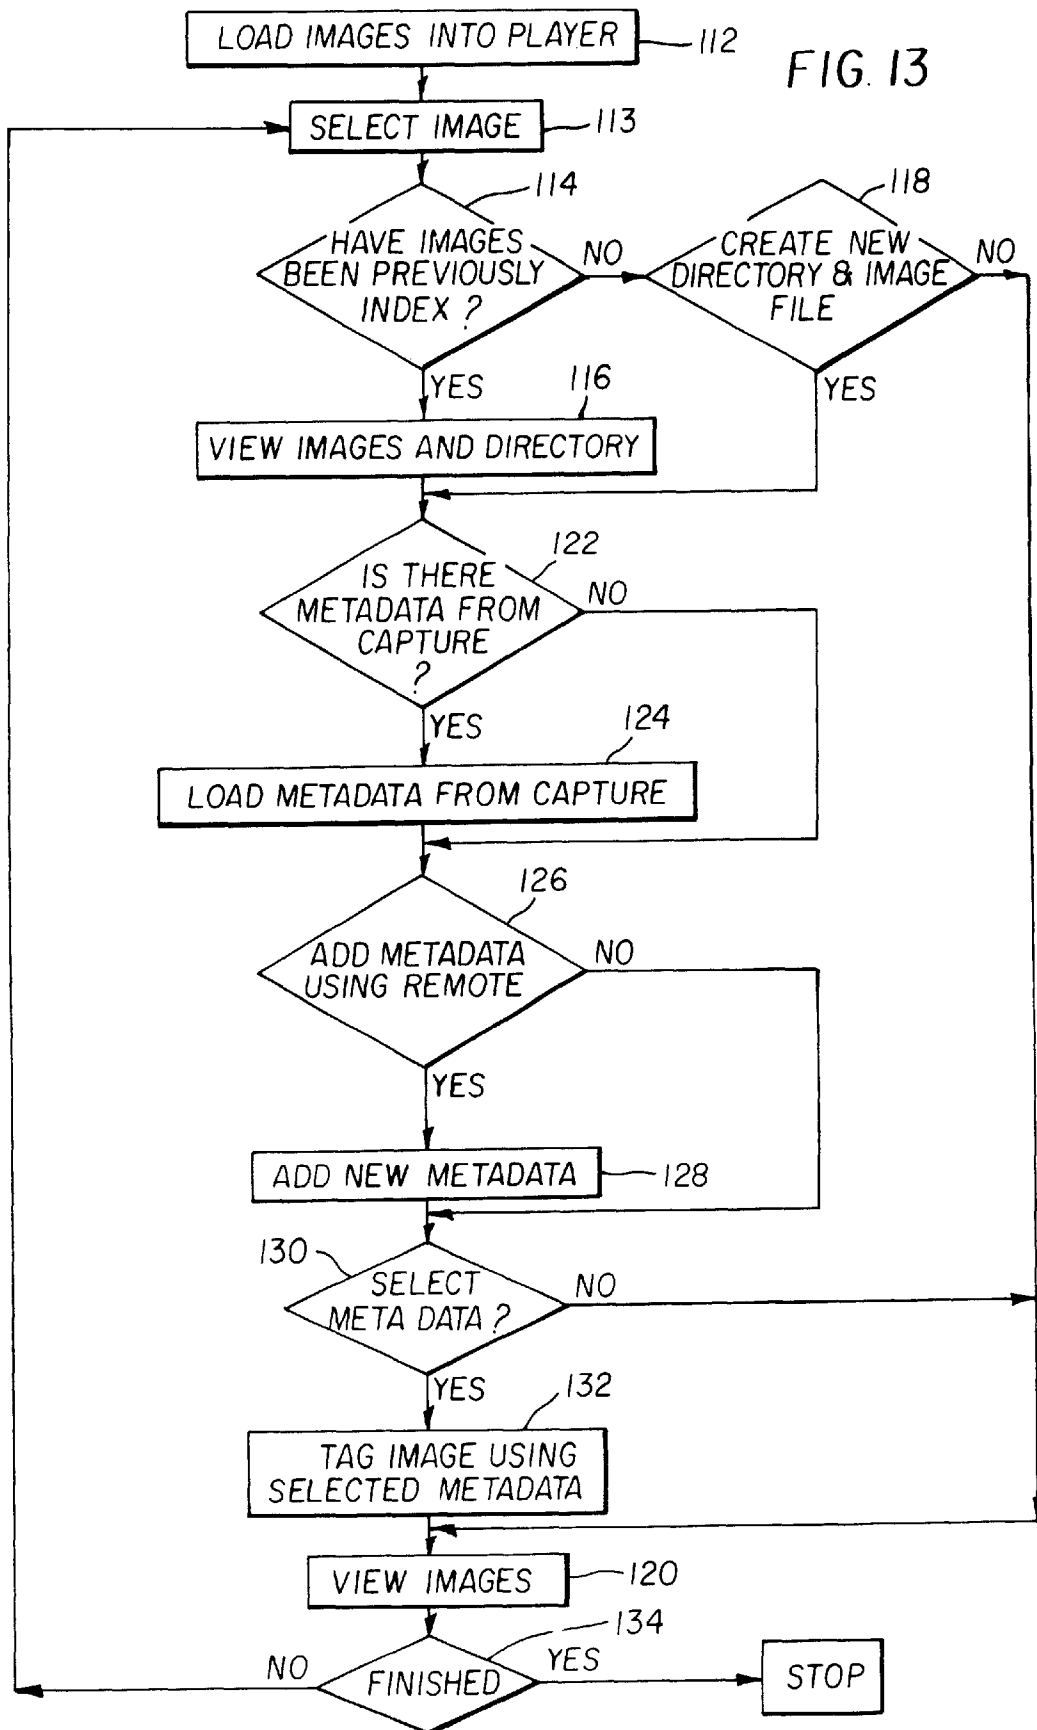 LOAD IMAGES INTO PLAYER
112
FIG. 13
SELECT IMAGE
113
114
HAVE IMAGES
BEEN PREVIOUSLY
INDEX ?
NO
118
CREATE NEW
DIRECTORY & IMAGE
FILE
NO
YES
YES
116
VIEW IMAGES AND DIRECTORY
122
IS THERE
METADATA FROM
CAPTURE
?
NO
YES
124
LOAD METADATA FROM CAPTURE
126
ADD METADATA
USING REMOTE
NO
YES
ADD NEW METADATA
128
130
SELECT
META DATA ?
NO
YES
132
TAG IMAGE USING
SELECTED METADATA
VIEW IMAGES
120
134
NO
FINISHED
YES
STOP